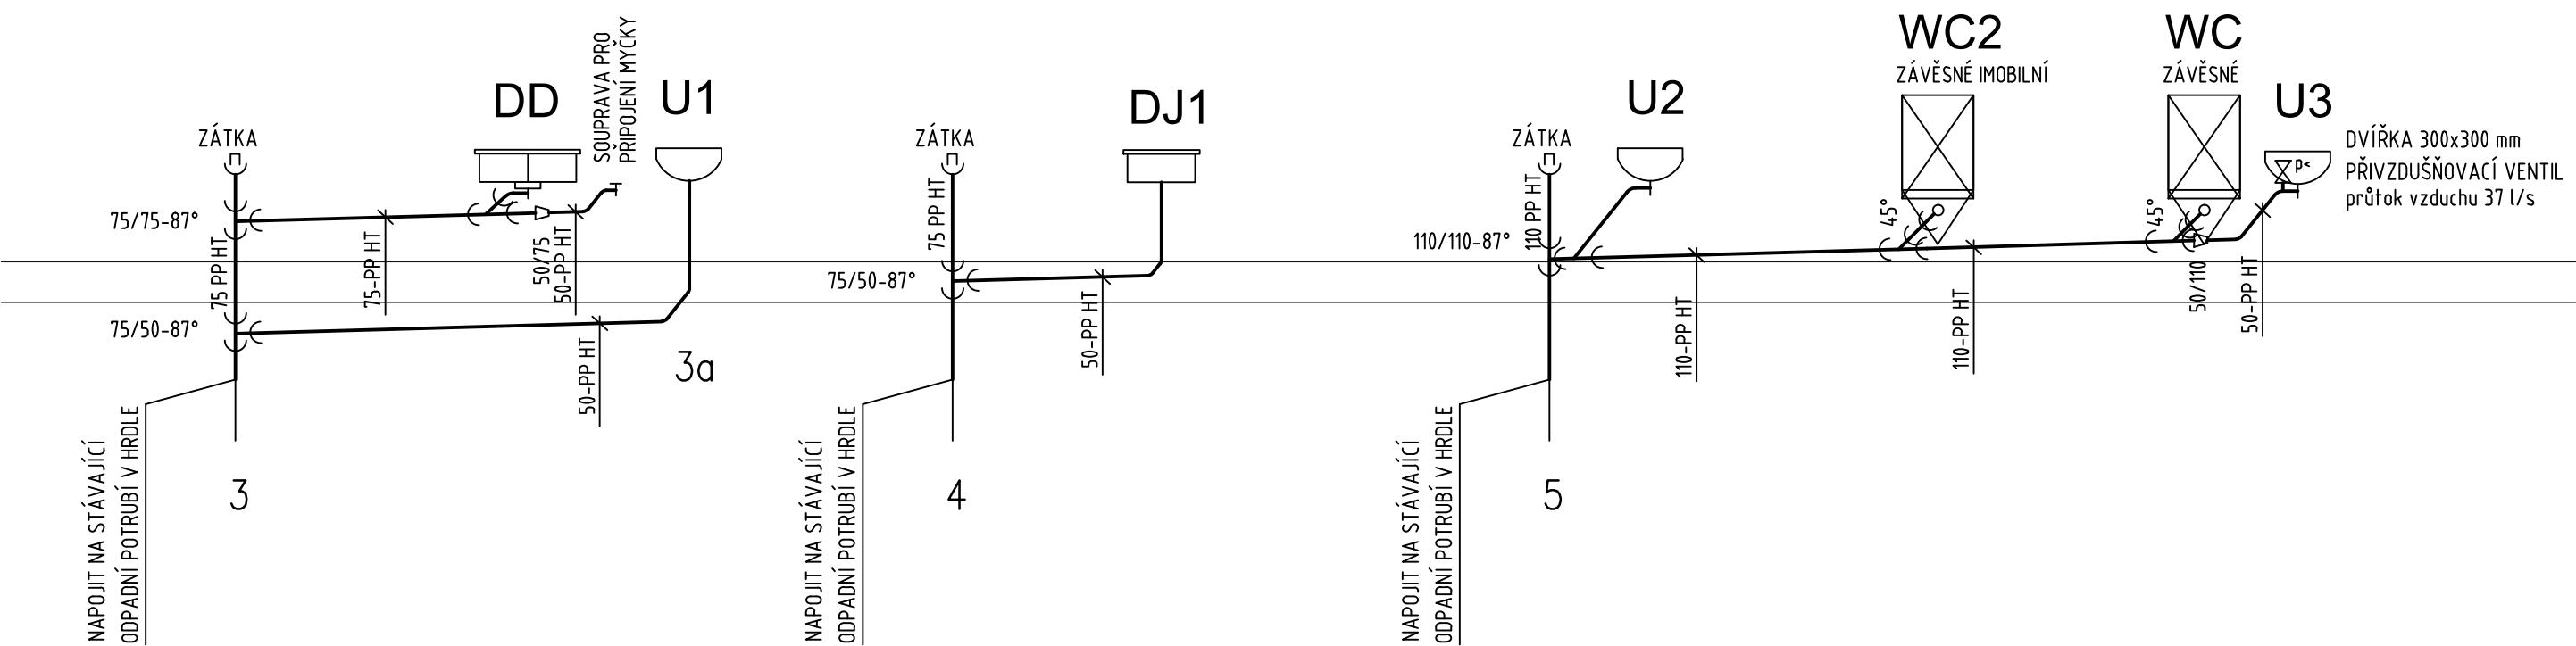 ZÁTKA
DD
SOUPRAVA PRO
PŘIPOJENÍ MYČKY
U1
75/75-87°
75 PP HT
75-PP HT
50/75
50-PP HT
75/50-87°
50-PP HT
3a
NAPOJIT NA STÁVAJÍCÍ
ODPADNÍ POTRUBÍ V HRDLE
3
ZÁTKA
DJ1
75 PP HT
75/50-87°
50-PP HT
NAPOJIT NA STÁVAJÍCÍ
ODPADNÍ POTRUBÍ V HRDLE
4
ZÁTKA
U2
110 PP HT
110/110-87°
110-PP HT
WC2
ZÁVĚSNÉ IMOBILNÍ
45°
110-PP HT
WC
ZÁVĚSNÉ
45°
50/110
50-PP HT
U3
p<
DVÍŘKA 300x300 mm
PŘIVZDUŠŇOVACÍ VENTIL
průtok vzduchu 37 l/s
NAPOJIT NA STÁVAJÍCÍ
ODPADNÍ POTRUBÍ V HRDLE
5